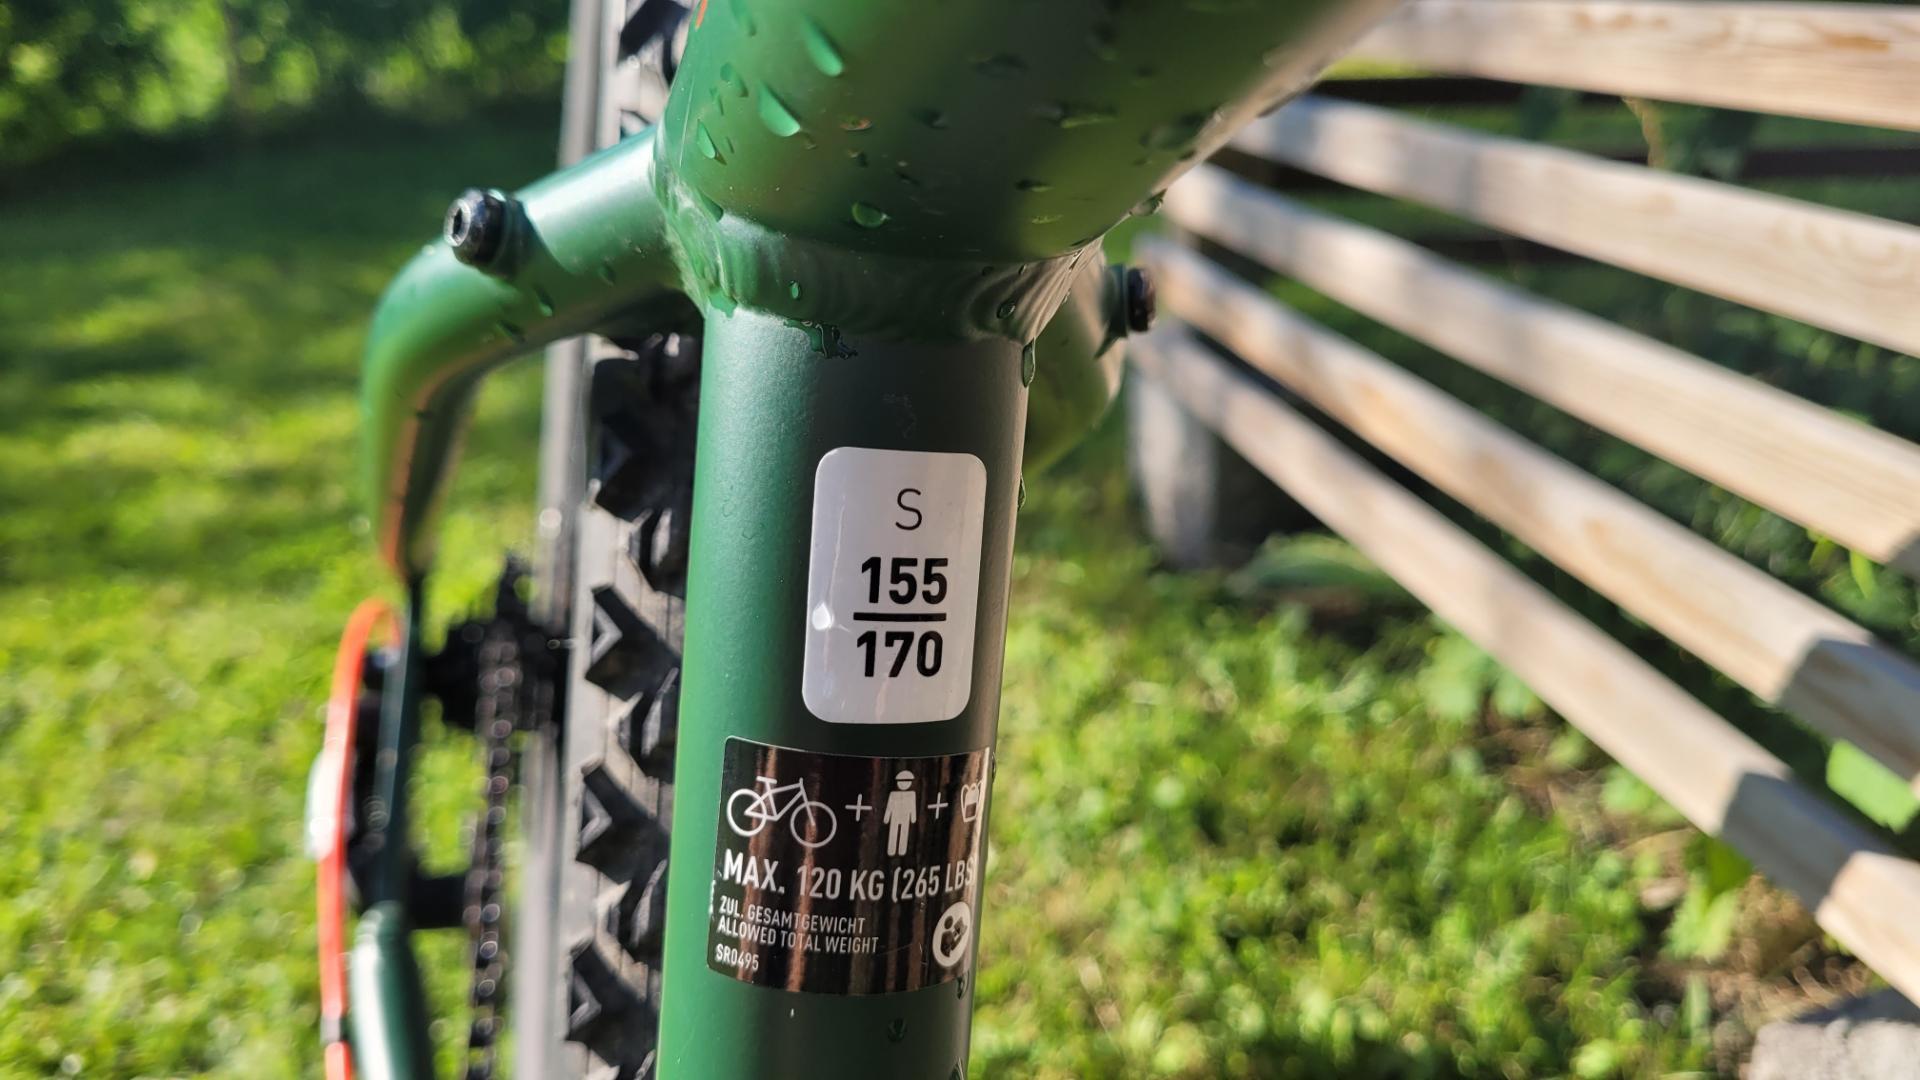 S
155
170
MAX. 120 KG (265 LBS)
ZUL. GESAMTGEWICHT
ALLOWED TOTAL WEIGHT
SR0495